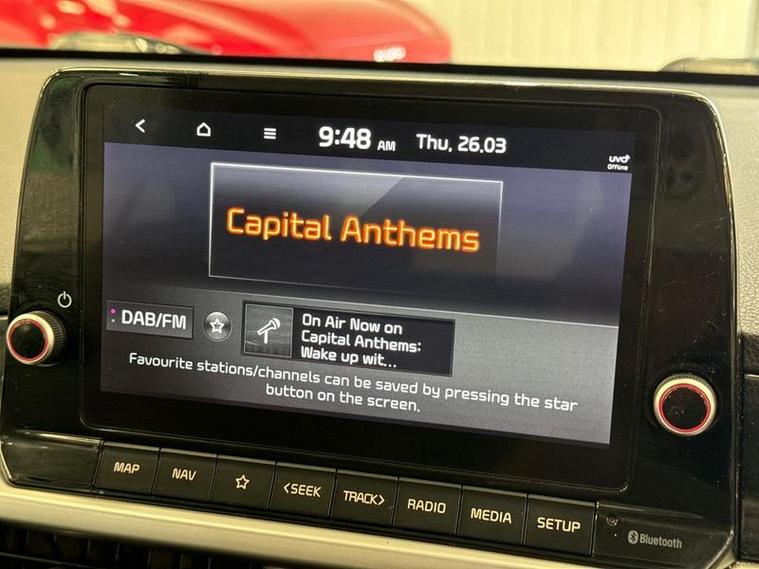 9:48 AM Thu, 26.03
uvo
Offline
Capital Anthems
DAB/FM
On Air Now on
Capital Anthems:
Wake up wit...
Favourite stations/channels can be saved by pressing the star
button on the screen.
MAP NAV <SEEK TRACK> RADIO MEDIA SETUP
Bluetooth